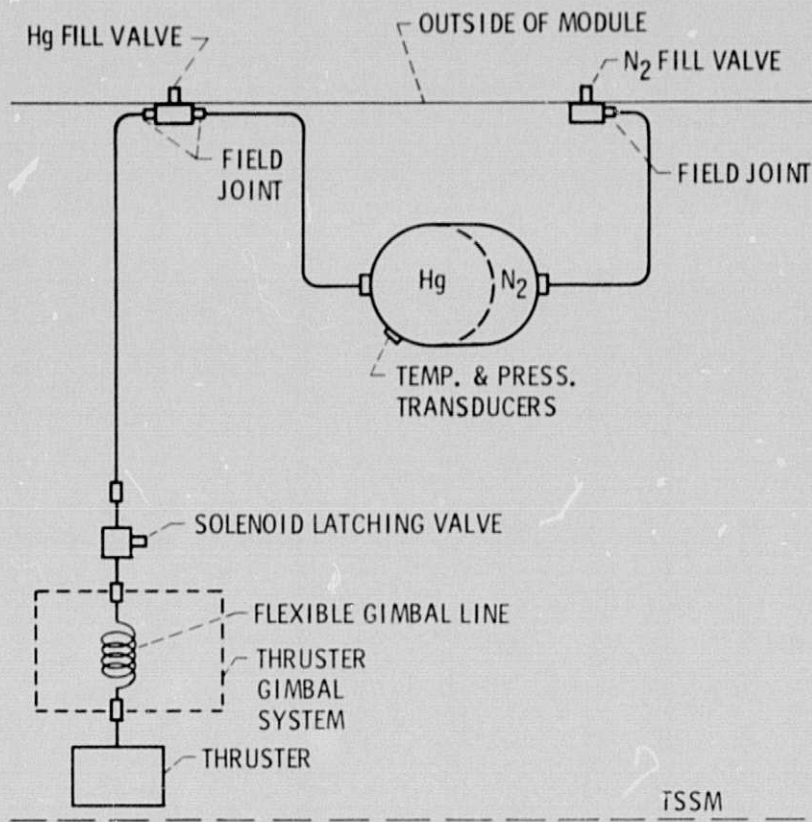 Hg FILL VALVE
OUTSIDE OF MODULE
N2 FILL VALVE
FIELD
JOINT
FIELD JOINT
Hg
N2
TEMP. & PRESS.
TRANSDUCERS
SOLENOID LATCHING VALVE
FLEXIBLE GIMBAL LINE
THRUSTER
GIMBAL
SYSTEM
THRUSTER
TSSM